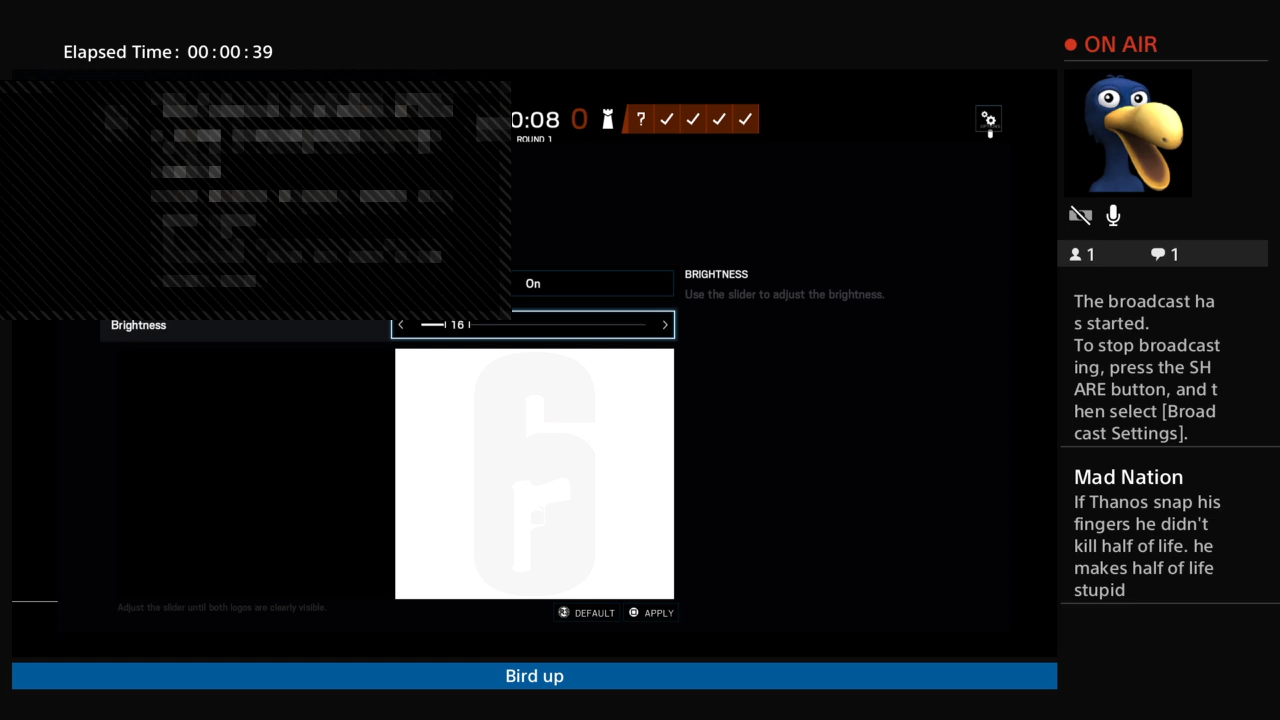 Elapsed Time: 00:00:39
ON AIR
0:08 0 ? ✓ ✓ ✓ ✓
ROUND 1
OPTIONS
1 1
On
BRIGHTNESS
Use the slider to adjust the brightness.
Brightness
16
The broadcast ha
s started.
To stop broadcast
ing, press the SH
ARE button, and t
hen select [Broad
cast Settings].
Mad Nation
If Thanos snap his
fingers he didn't
kill half of life. he
makes half of life
stupid
Adjust the slider until both logos are clearly visible.
R3 DEFAULT APPLY
Bird up